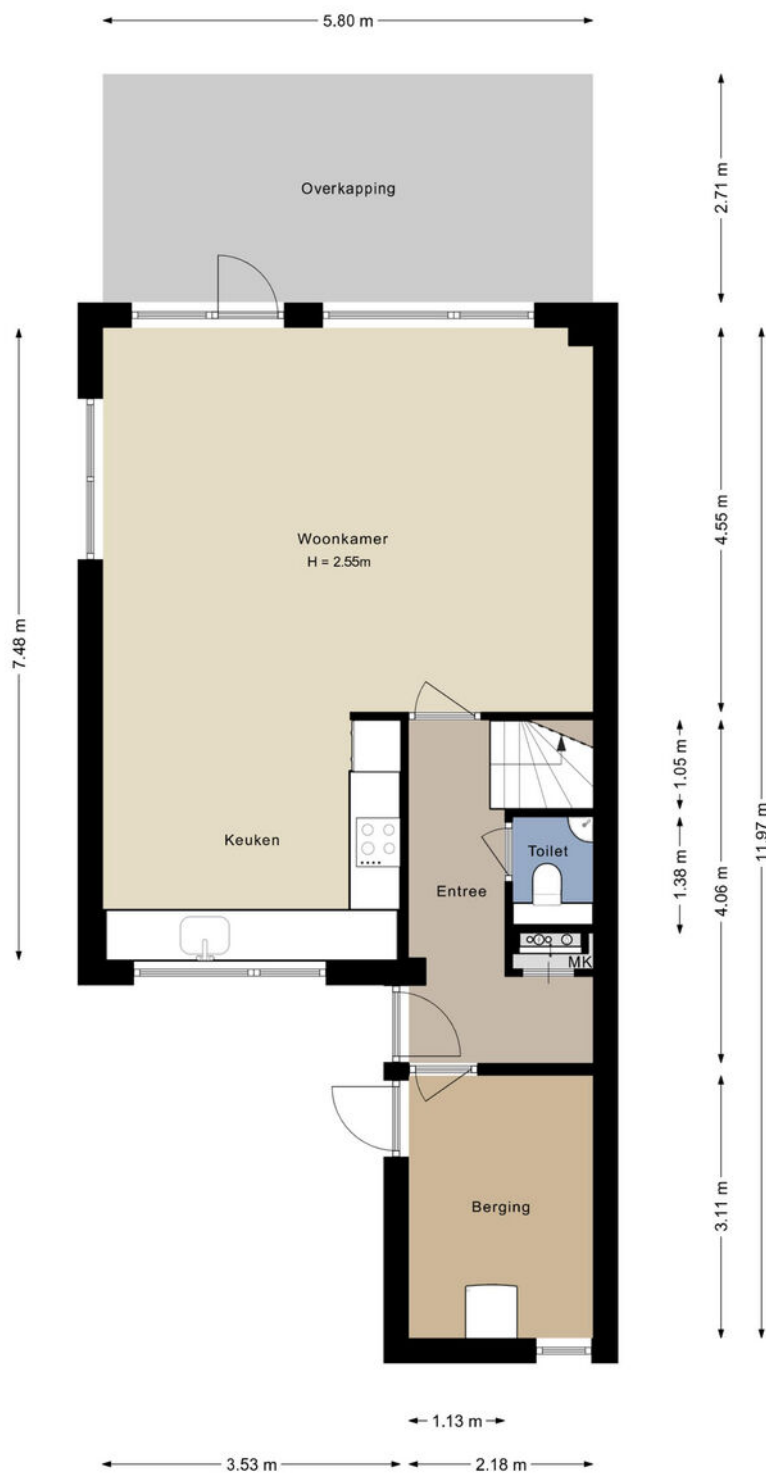 5.80 m
2.71 m
Overkapping
4.55 m
7.48 m
Woonkamer
H = 2.55m
11.97 m
1.05 m
4.06 m
1.38 m
Keuken
Toilet
Entree
MK
3.11 m
Berging
1.13 m
3.53 m
2.18 m